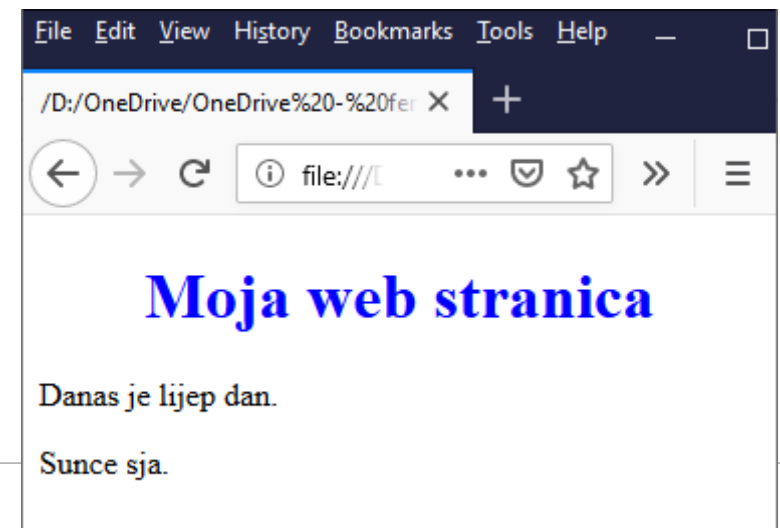 File Edit View History Bookmarks Tools Help
/D:/OneDrive/OneDrive%20-%20fer
file:///D
Moja web stranica
Danas je lijep dan.
Sunce sja.